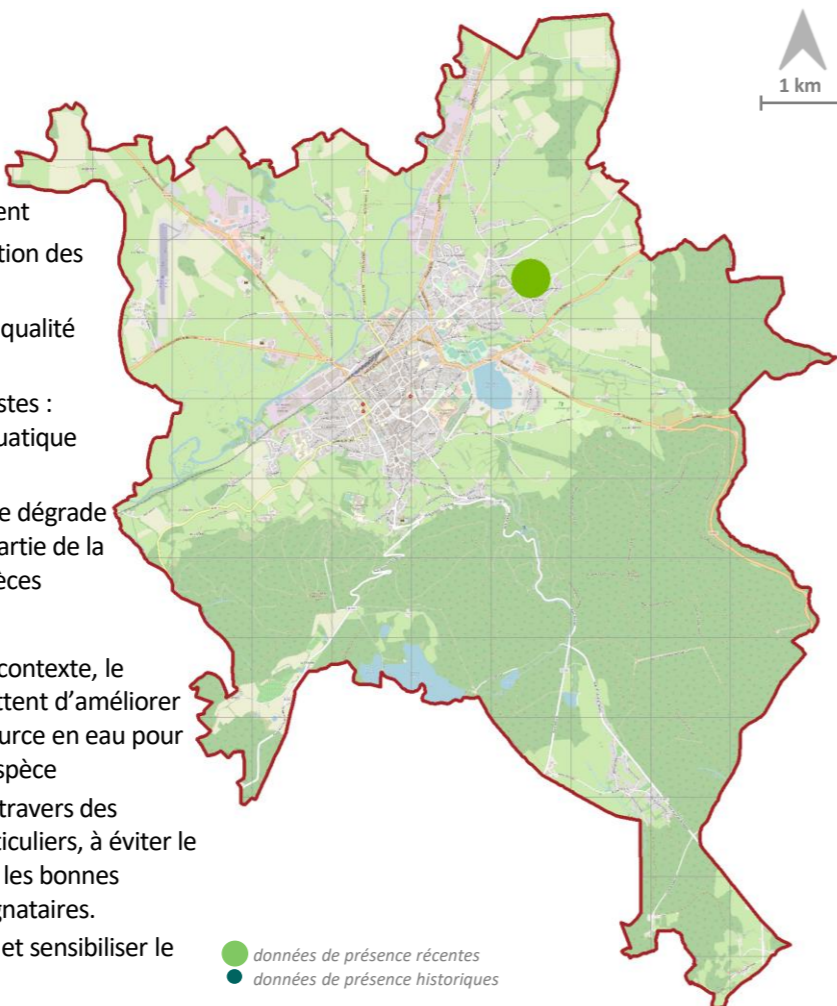 1 km
ent
tion des
qualité
stes :
uatique
e dégrade
artie de la
èces
contexte, le
ttent d'améliorer
urce en eau pour
spèce
travers des
ticuliers, à éviter le
les bonnes
gnataires.
et sensibiliser le
données de présence récentes
données de présence historiques